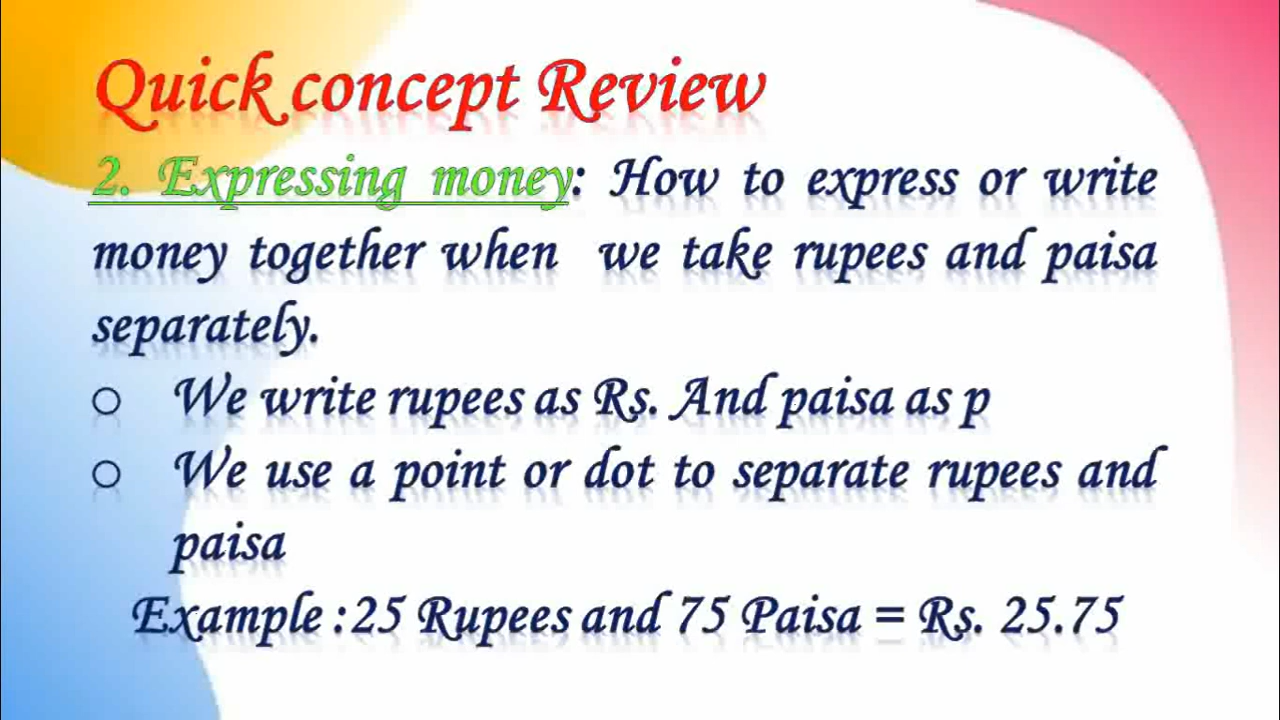 Quick concept Review
2. Expressing money: How to express or write
money together when we take rupees and paisa
separately.
o We write rupees as Rs. And paisa as p
o We use a point or dot to separate rupees and
paisa
Example :25 Rupees and 75 Paisa = Rs. 25.75